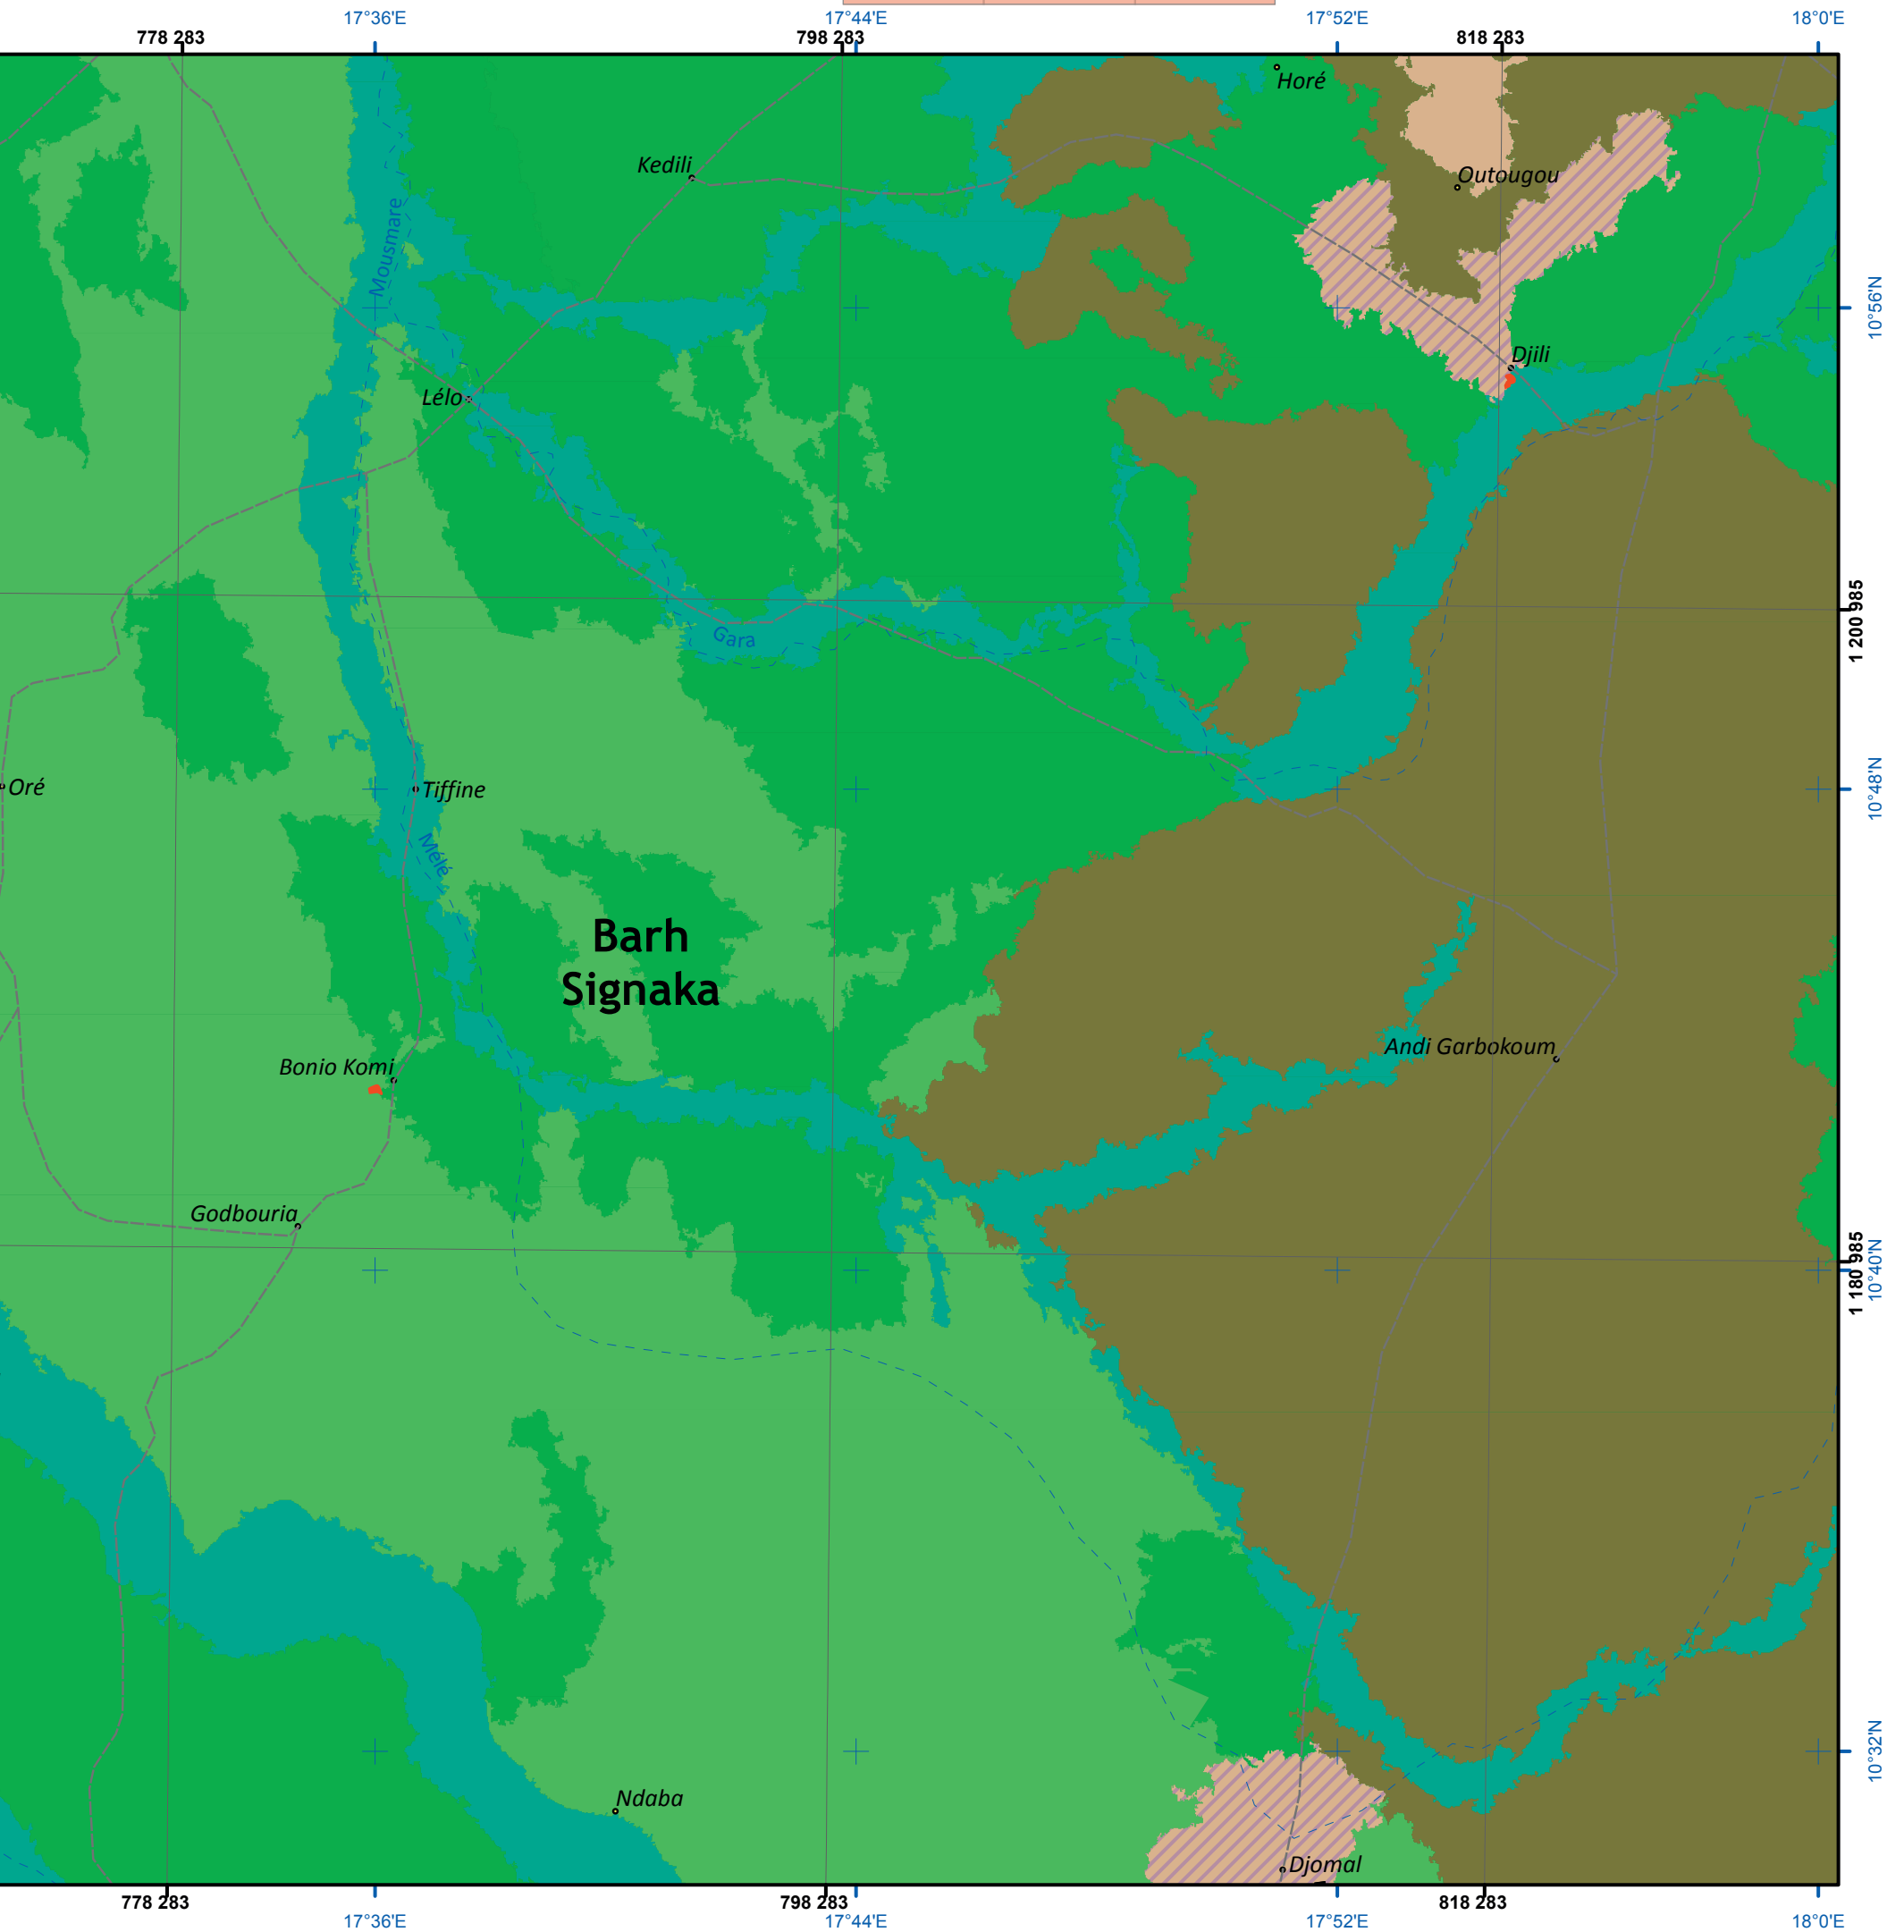 17°36'E 17°44'E 17°52'E 18°0'E
778 283 798 283 818 283
Horé
Kedili
Outougou
Mousmare
10°56'N
Djili
Lélo
1 200 985
Gara
Oré
Tiffine
10°48'N
Mélé
Barh
Signaka
Andi Garbokoum
Bonio Komi
Godbouria
1 180 985
10°40'N
10°32'N
Ndaba
Djomal
778 283 798 283 818 283
17°36'E 17°44'E 17°52'E 18°0'E